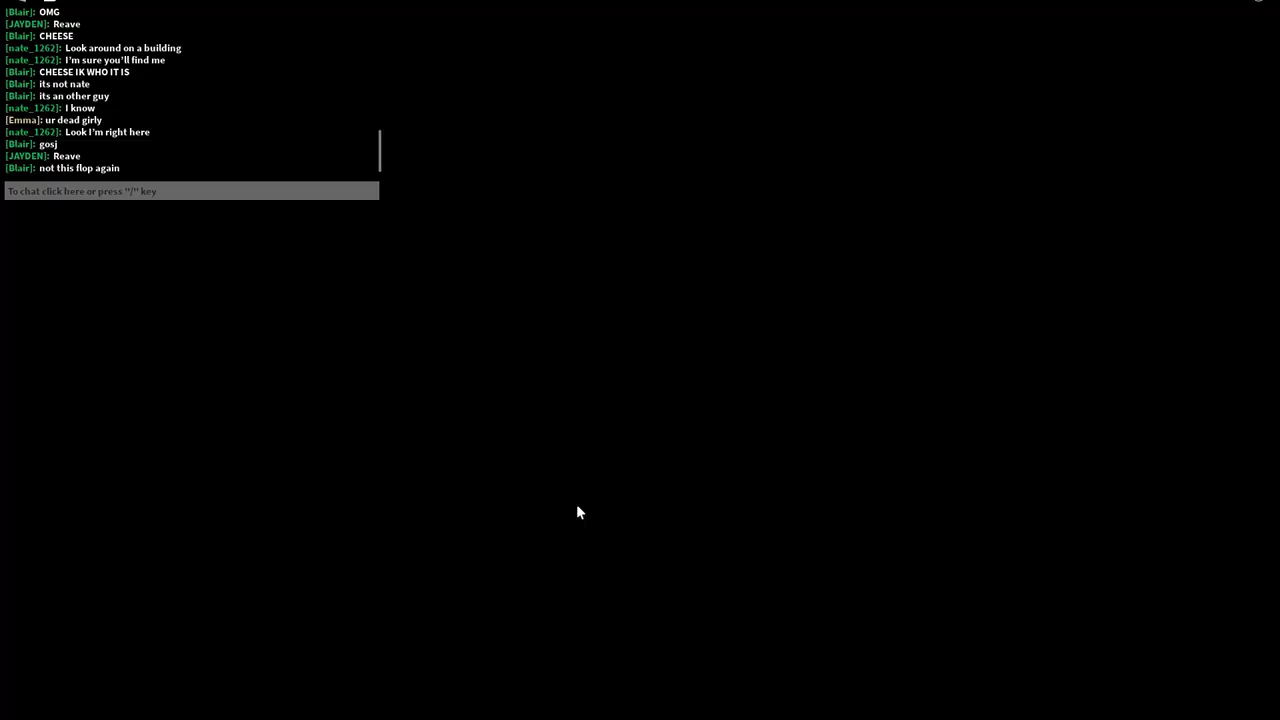 [Blair]: OMG
[JAYDEN]: Reave
[Blair]: CHEESE
[nate_1262]: Look around on a building
[nate_1262]: I'm sure you'll find me
[Blair]: CHEESE IK WHO IT IS
[Blair]: its not nate
[Blair]: its an other guy
[nate_1262]: I know
[Emma]: ur dead girly
[nate_1262]: Look I'm right here
[Blair]: gosj
[JAYDEN]: Reave
[Blair]: not this flop again
To chat click here or press "/" key